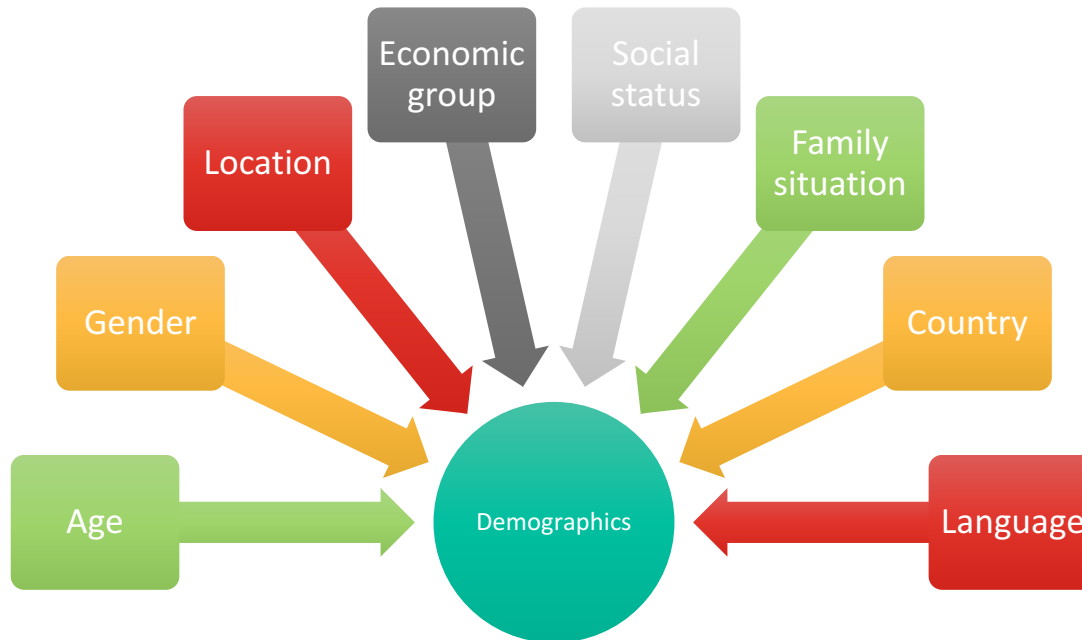 Economic
group
Social
status
Location
Family
situation
Gender
Country
Age
Demographics
Language